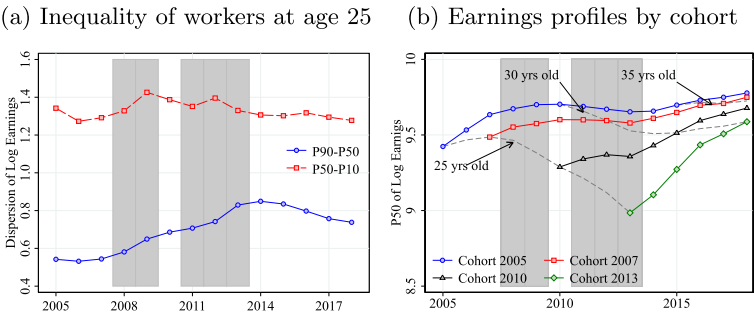 (a) Inequality of workers at age 25
Dispersion of Log Earnings
1.6
1.4
1.2
1.0
0.8
0.6
0.4
P90-P50
P50-P10
2005
2008
2011
2014
2017
(b) Earnings profiles by cohort
P50 of Log Earnigs
10
9.5
9
8.5
30 yrs old
35 yrs old
25 yrs old
Cohort 2005
Cohort 2007
Cohort 2010
Cohort 2013
2005
2010
2015